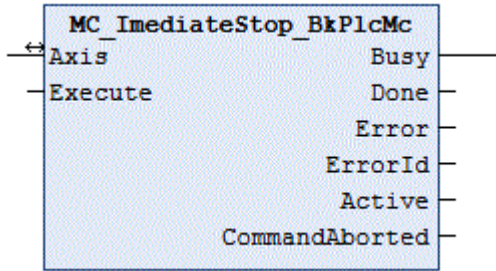 MC_ImediateStop_BkPlcMc
Axis Busy
Execute Done
Error
ErrorId
Active
CommandAborted